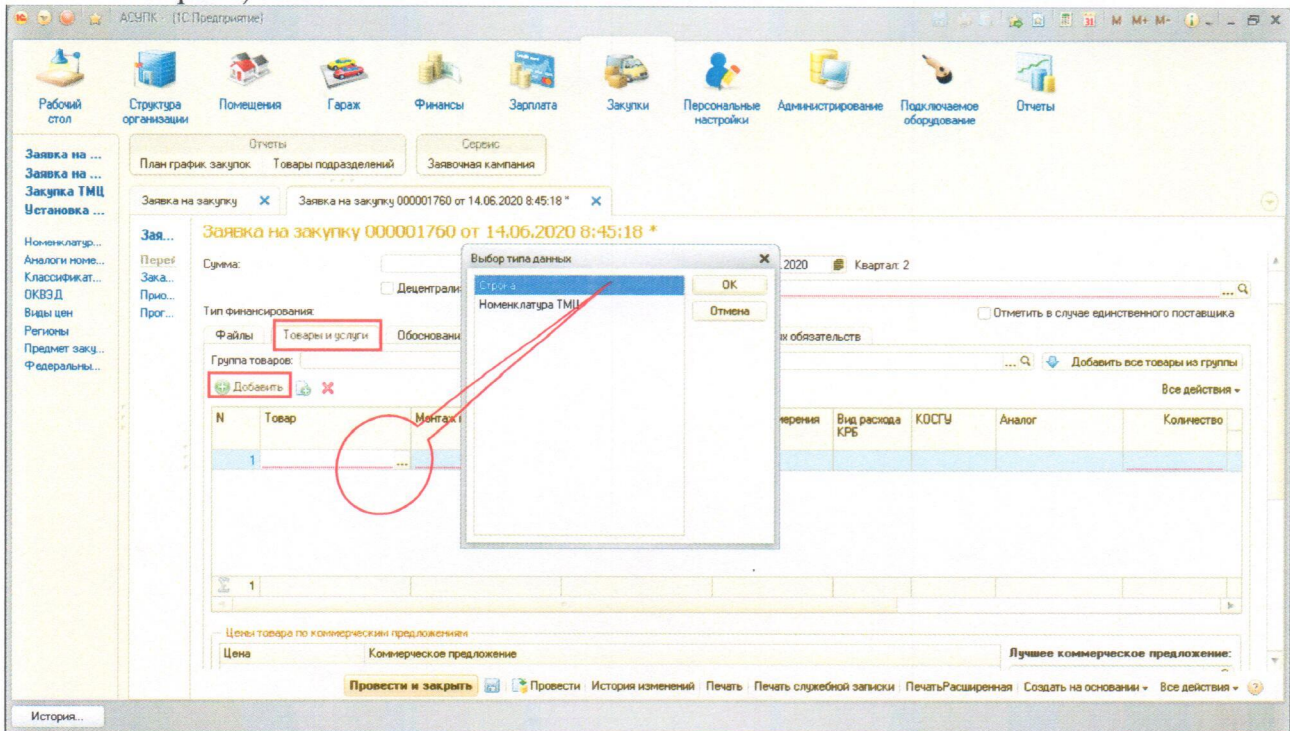 АСУПК - (1С:Предприятие)
M M+ M-
Рабочий стол
Структура организации
Помещения
Гараж
Финансы
Зарплата
Закупки
Персональные настройки
Администрирование
Подключаемое оборудование
Отчеты
Отчеты
План график закупок Товары подразделений
Сервис
Заявочная кампания
Заявка на ...
Заявка на ...
Закупка ТМЦ
Установка ...
Номенклатур...
Аналоги номе...
Классификат...
ОКВЭД
Виды цен
Регионы
Предмет заку...
Федеральны...
Заявка на закупку
Заявка на закупку 000001760 от 14.06.2020 8:45:18 *
Зая...
Зака...
Прио...
Прог...
Заявка на закупку 000001760 от 14.06.2020 8:45:18 *
Сумма:
.2020 Квартал: 2
Децентрализ
Тип финансирования:
Отметить в случае единственного поставщика
Файлы Товары и услуги Обосновани
х обязательств
Группа товаров:
... Добавить все товары из группы
Добавить
Все действия
N Товар Монтаж
мерения Вид расхода КРБ КОСГУ Аналог Количество
1 ...
1
Выбор типа данных
Строка
Номенклатура ТМЦ
ОК
Отмена
Цены товара по коммерческим предложениям
Цена Коммерческое предложение
Лучшее коммерческое предложение:
Провести и закрыть Провести История изменений Печать Печать служебной записки ПечатьРасширенная Создать на основании Все действия
История...